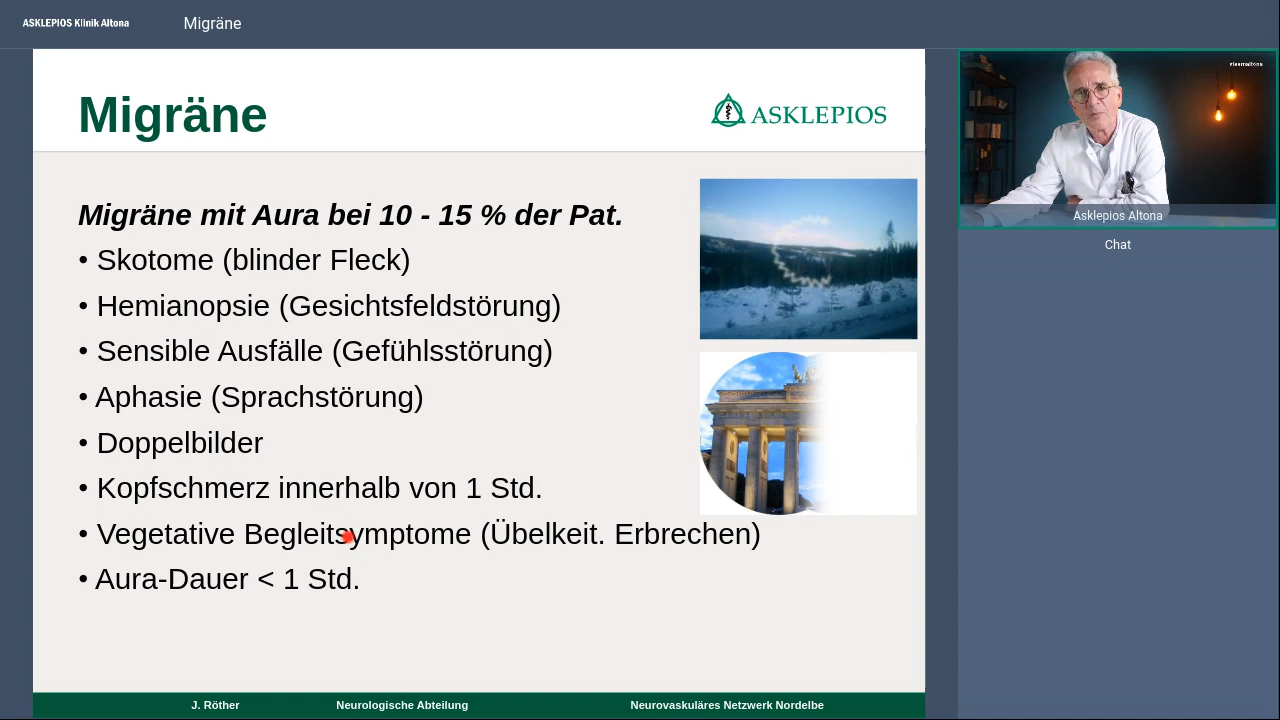 ASKLEPIOS Klinik Altona
Migräne
Migräne
ASKLEPIOS
Migräne mit Aura bei 10 - 15 % der Pat.
• Skotome (blinder Fleck)
• Hemianopsie (Gesichtsfeldstörung)
• Sensible Ausfälle (Gefühlsstörung)
• Aphasie (Sprachstörung)
• Doppelbilder
• Kopfschmerz innerhalb von 1 Std.
• Vegetative Begleitsymptome (Übelkeit. Erbrechen)
• Aura-Dauer < 1 Std.
J. Röther Neurologische Abteilung Neurovaskuläres Netzwerk Nordelbe
#teamaltona
Asklepios Altona
Chat